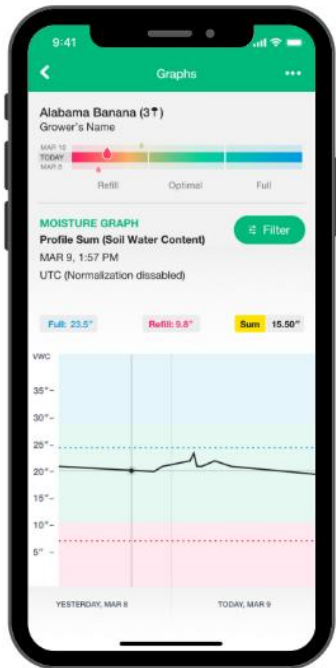 9:41
Graphs
Alabama Banana (3
Grower's Name
MAR 10
TODAY
MAR 8
Refill Optimal Full
MOISTURE GRAPH
Profile Sum (Soil Water Content)
Filter
MAR 9, 1:57 PM
UTC (Normalization dissabled)
Full: 23.5" Refill: 9.8" Sum 15.50"
VWC
35"
30"
25"
20"
15"
10"
5"
YESTERDAY, MAR 8 TODAY, MAR 9